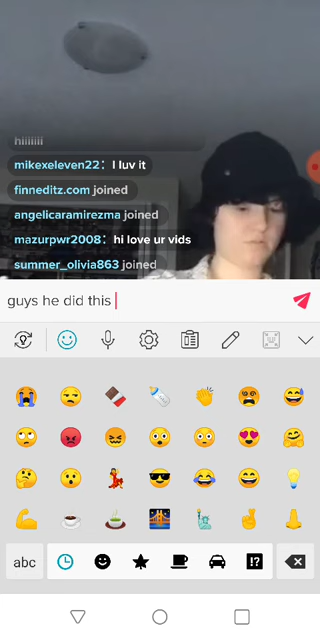 hiiiiiii
mikexeleven22: I luv it
finneditz.com joined
angelicaramirezma joined
mazurpwr2008: hi love ur vids
summer_olivia863 joined
guys he did this
abc
!?